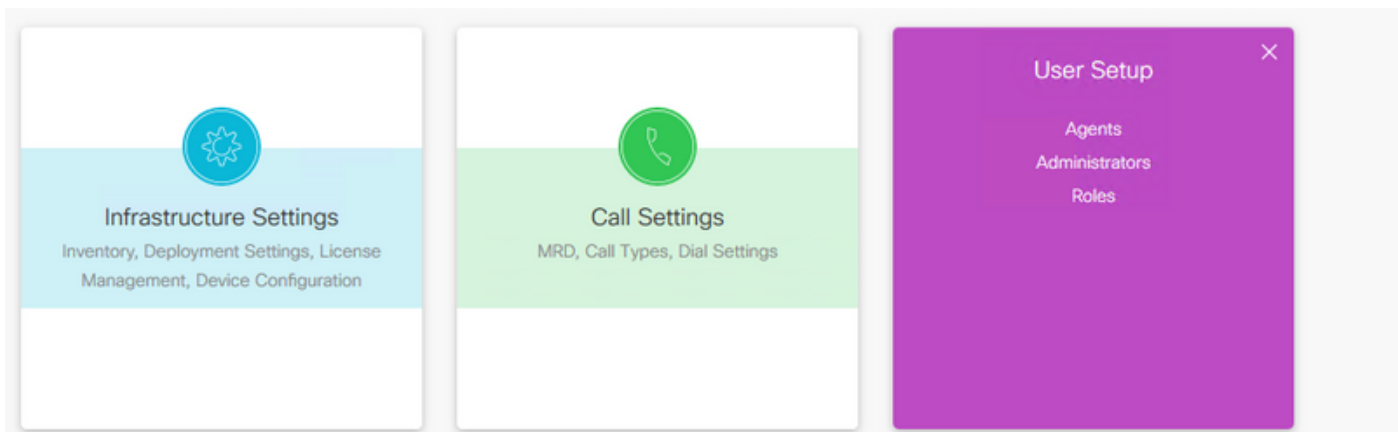 Infrastructure Settings
Inventory, Deployment Settings, License
Management, Device Configuration
Call Settings
MRD, Call Types, Dial Settings
User Setup
Agents
Administrators
Roles